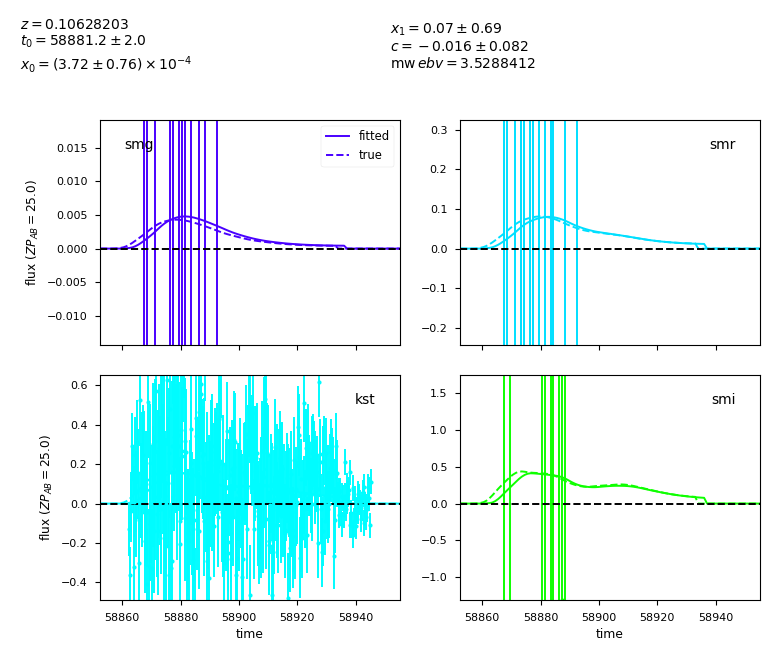 z = 0.10628203
t₀ = 58881.2 ± 2.0
x₀ = (3.72 ± 0.76) × 10⁻⁴
x₁ = 0.07 ± 0.69
c = −0.016 ± 0.082
mw ebv = 3.5288412
smg
fitted
true
0.015
0.010
0.005
0.000
−0.005
−0.010
flux (ZP_AB = 25.0)
smr
0.3
0.2
0.1
0.0
−0.1
−0.2
kst
0.6
0.4
0.2
0.0
−0.2
−0.4
flux (ZP_AB = 25.0)
58860 58880 58900 58920 58940
time
smi
1.5
1.0
0.5
0.0
−0.5
−1.0
58860 58880 58900 58920 58940
time